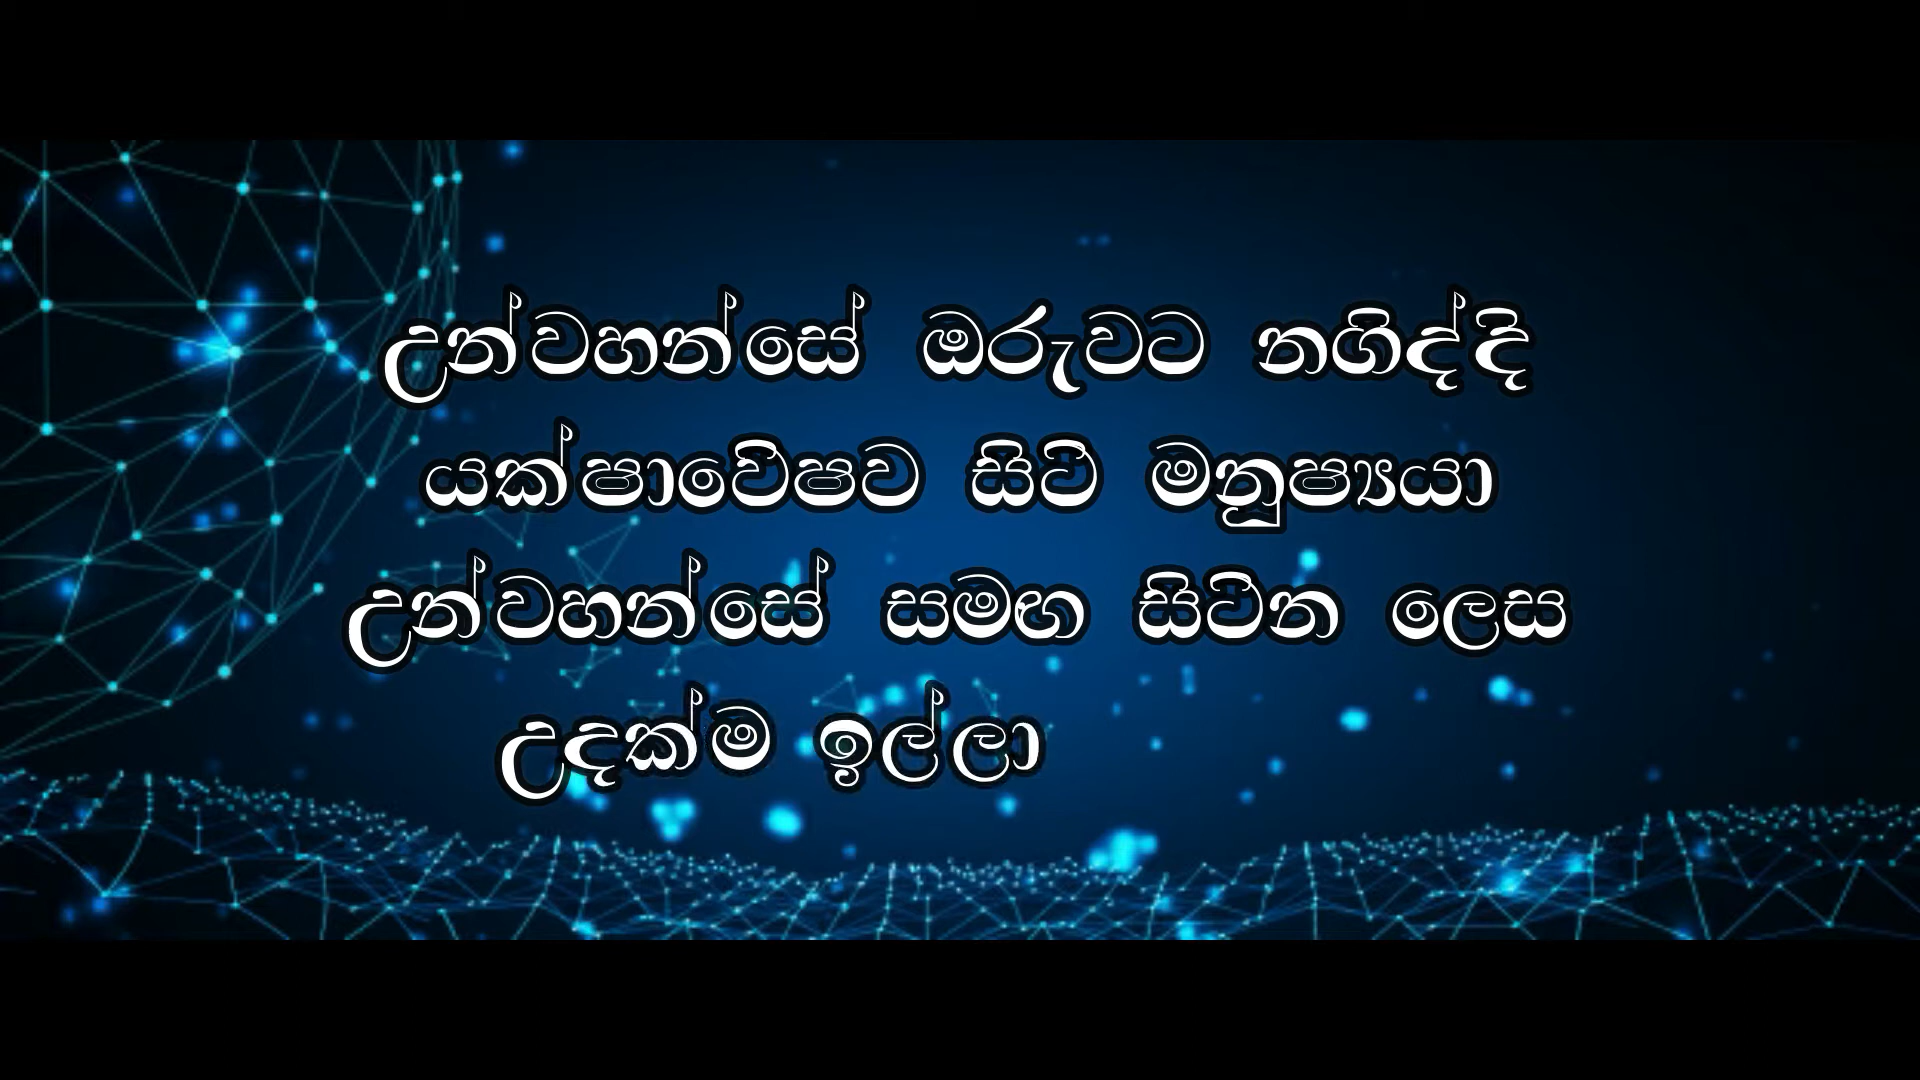 උන්වහන්සේ ඔරුවට නගිද්දි
යක්ෂාවේෂව සිටි මනුෂ්‍යයා
උන්වහන්සේ සමඟ සිටින ලෙස
උදක්ම ඉල්ලා